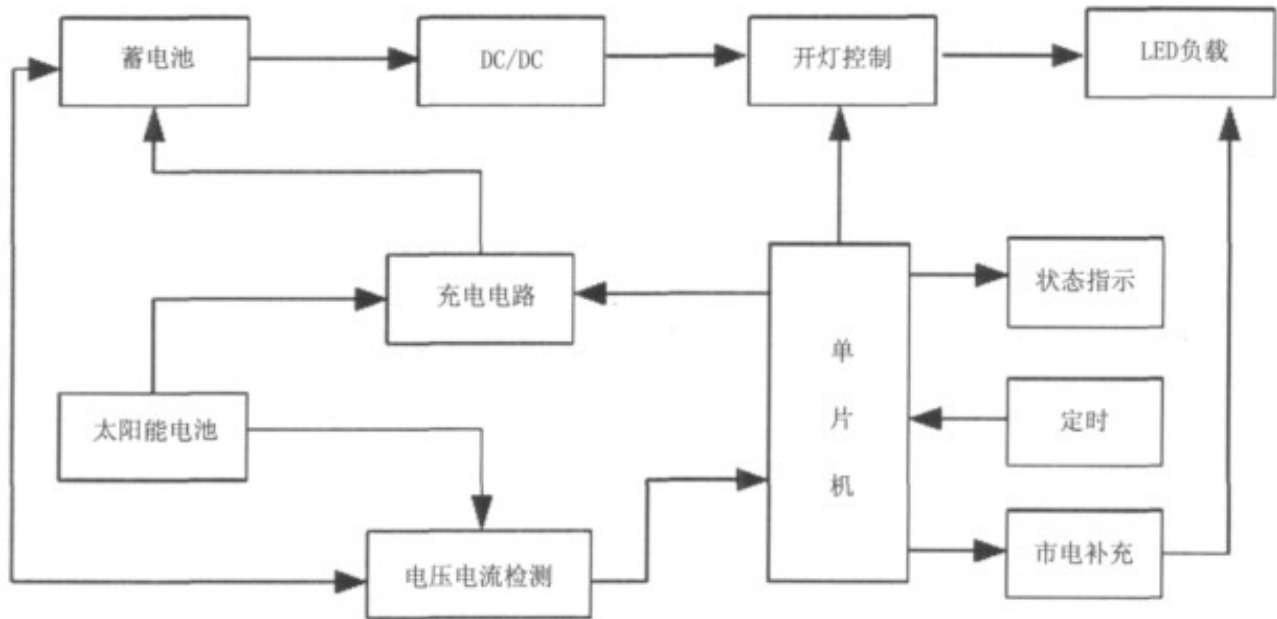 蓄电池
DC/DC
开灯控制
LED负载
充电电路
状态指示
单
片
机
太阳能电池
定时
电压电流检测
市电补充